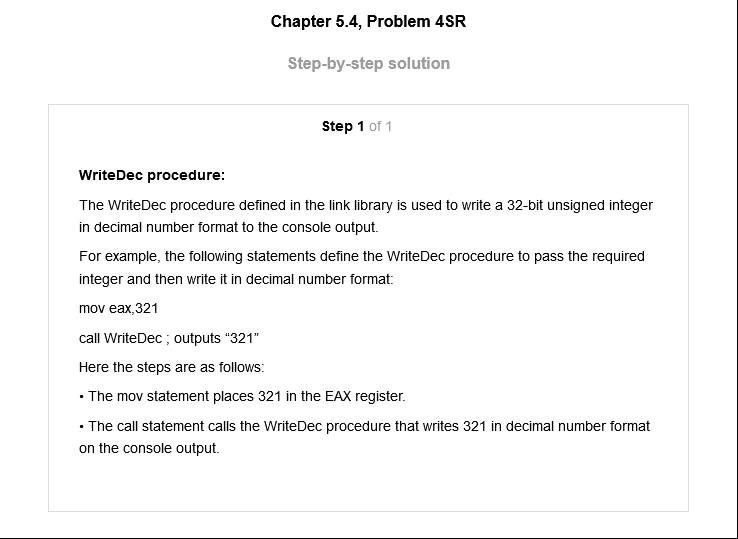 Chapter 5.4, Problem 4SR
Step-by-step solution
Step 1 of 1
WriteDec procedure:
The WriteDec procedure defined in the link library is used to write a 32-bit unsigned integer
in decimal number format to the console output.
For example, the following statements define the WriteDec procedure to pass the required
integer and then write it in decimal number format:
mov eax,321
call WriteDec ; outputs “321”
Here the steps are as follows:
• The mov statement places 321 in the EAX register.
• The call statement calls the WriteDec procedure that writes 321 in decimal number format
on the console output.